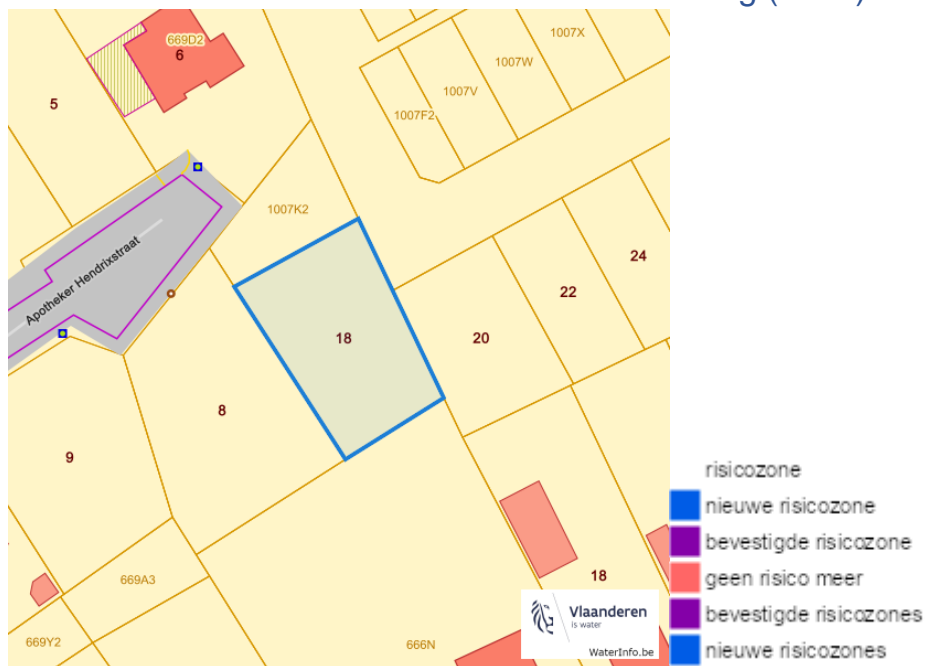 669D2
6
5
1007X
1007W
1007V
1007F2
1007K2
Apotheker Hendrixstraat
24
22
18
20
8
9
18
669A3
669Y2
666N
Vlaanderen
is water
WaterInfo.be
risicozone
nieuwe risicozone
bevestigde risicozone
geen risico meer
bevestigde risicozones
nieuwe risicozones